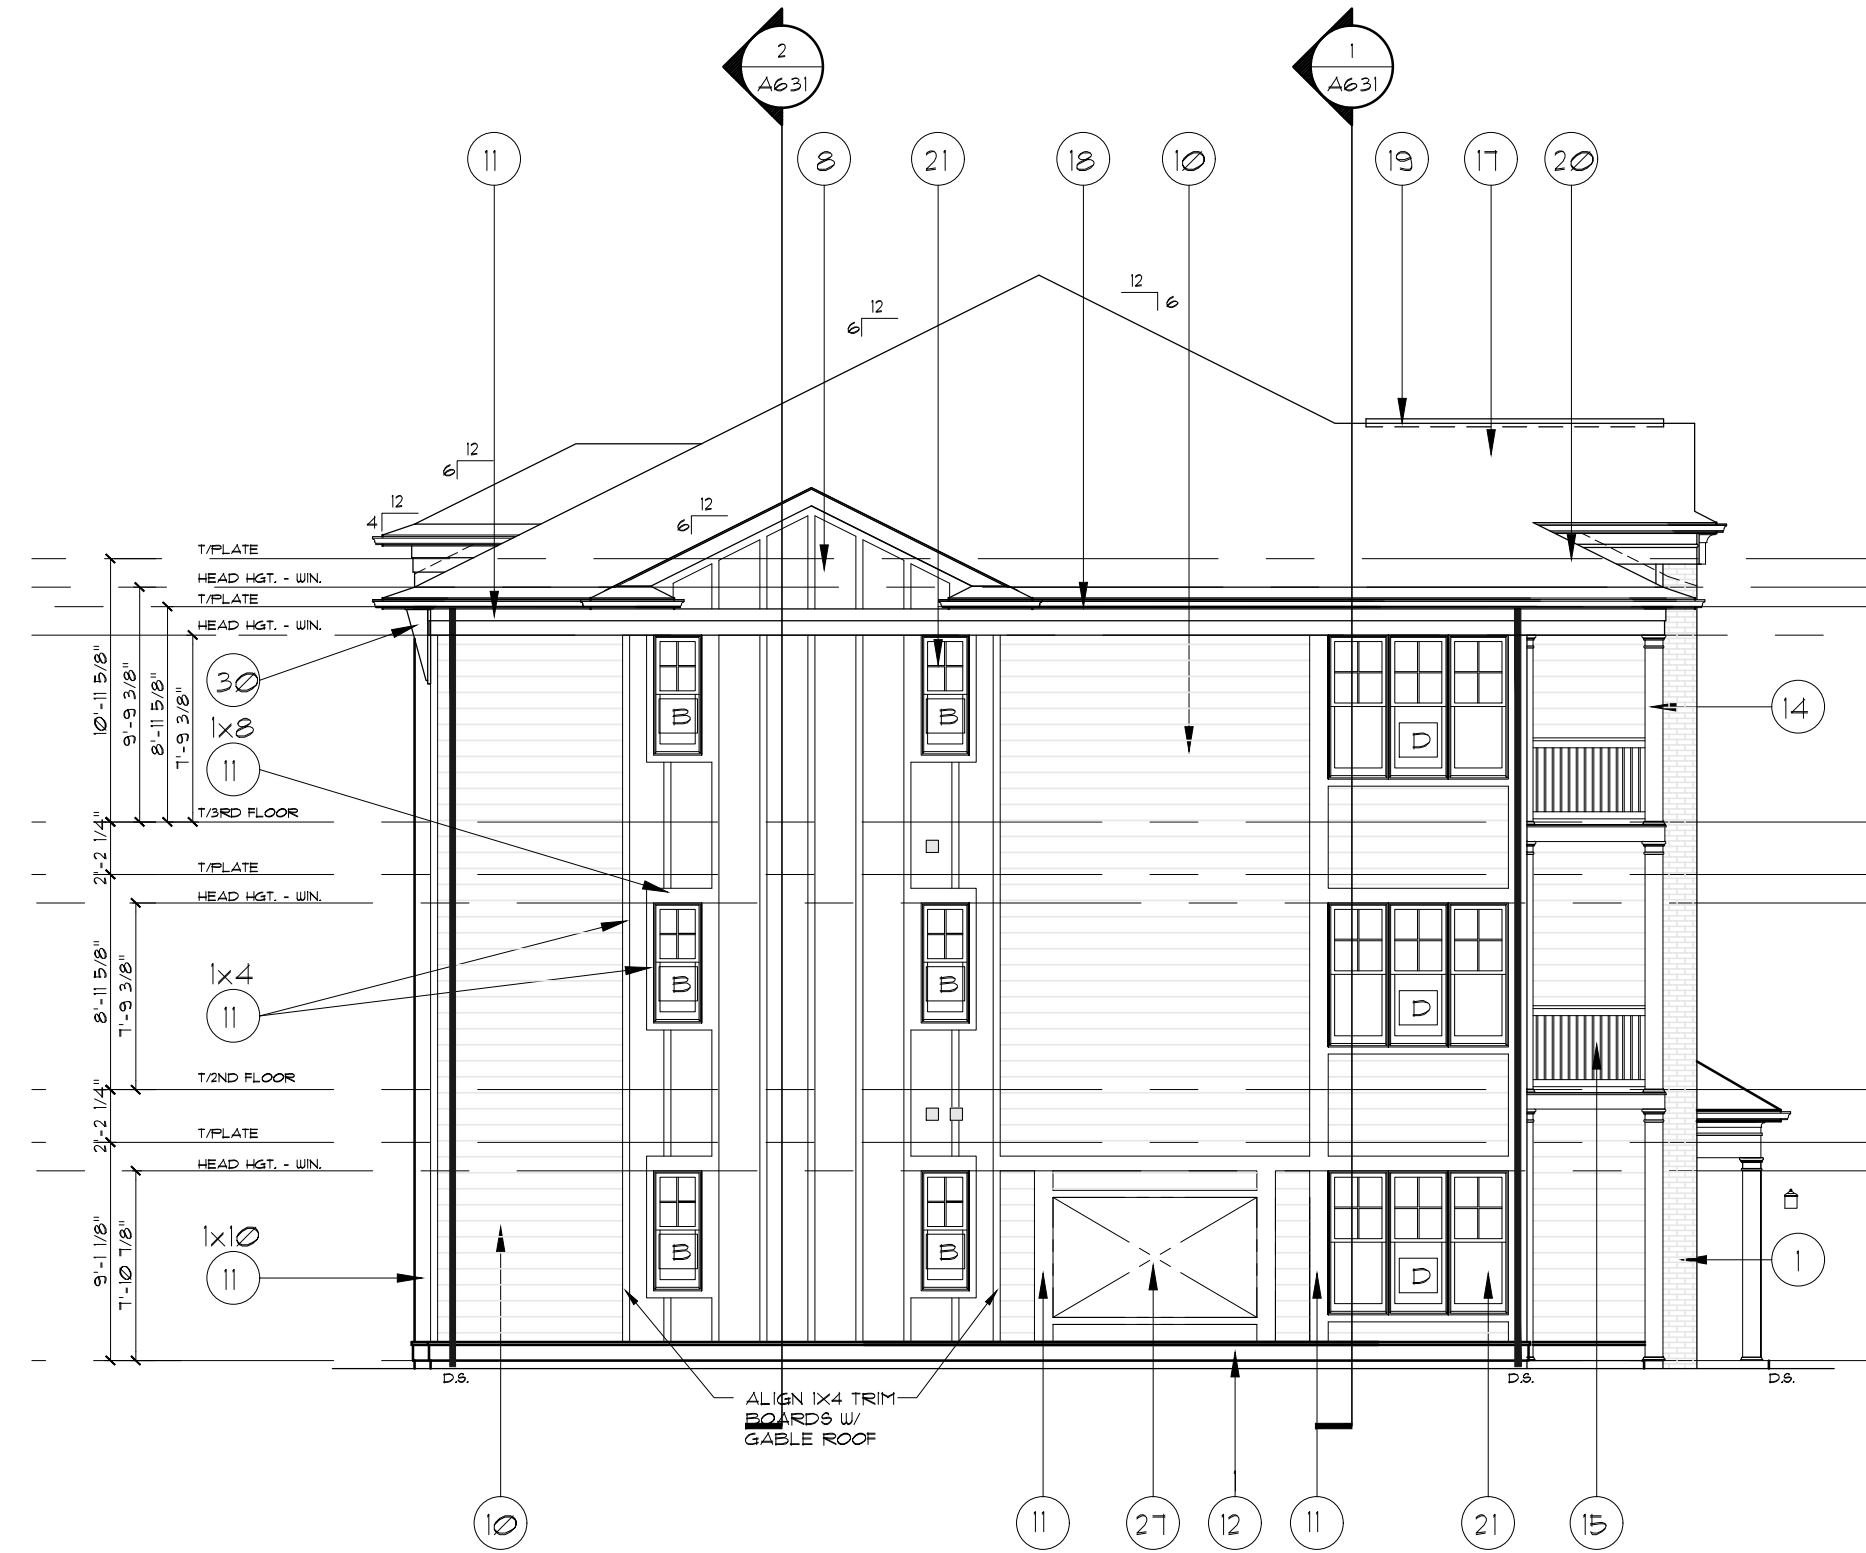 2
A631
1
A631
11
8
21
18
10
19
17
20
12
6
12
6
12
6
12
4
12
6
T/PLATE
HEAD HGT. - WIN.
T/PLATE
HEAD HGT. - WIN.
10'-11 5/8"
9'-9 3/8"
8'-11 5/8"
7'-9 3/8"
30
1x8
11
B
B
D
14
T/3RD FLOOR
2'-2 1/4"
T/PLATE
HEAD HGT. - WIN.
8'-11 5/8"
7'-9 3/8"
1x4
11
B
B
D
T/2ND FLOOR
2'-2 1/4"
T/PLATE
HEAD HGT. - WIN.
9'-1 1/8"
7'-10 7/8"
1x10
11
B
B
D
1
D.S.
D.S.
D.S.
ALIGN 1X4 TRIM
BOARDS W/
GABLE ROOF
10
11
27
12
11
21
15